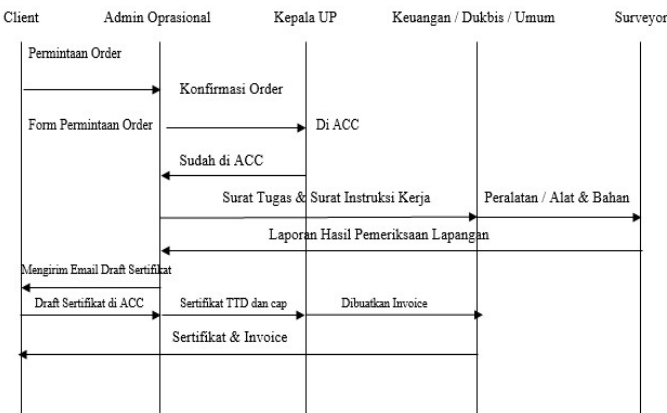 Client Admin Oprasional Kepala UP Keuangan / Dukbis / Umum Surveyor
Permintaan Order
Konfirmasi Order
Form Permintaan Order Di ACC
Sudah di ACC
Surat Tugas & Surat Instruksi Kerja Peralatan / Alat & Bahan
Laporan Hasil Pemeriksaan Lapangan
Mengirim Email Draft Sertifikat
Draft Sertifikat di ACC Sertifikat TTD dan cap Dibuatkan Invoice
Sertifikat & Invoice